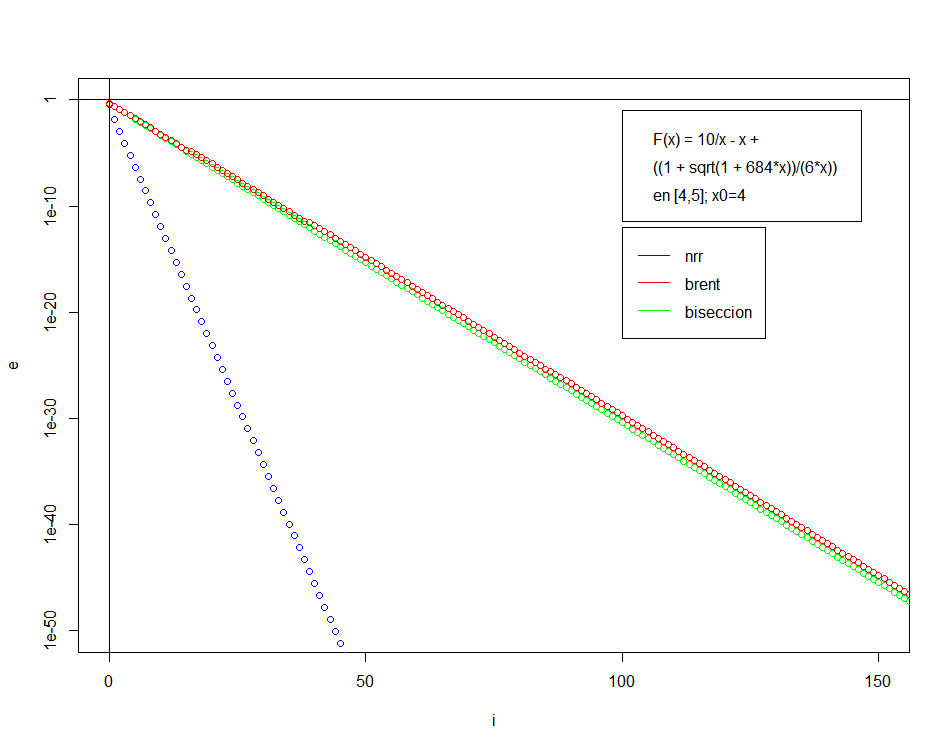 F(x) = 10/x - x +
((1 + sqrt(1 + 684*x))/(6*x))
en [4,5]; x0=4
nrr
brent
biseccion
1
1e-10
1e-20
1e-30
1e-40
1e-50
e
0 50 100 150
i